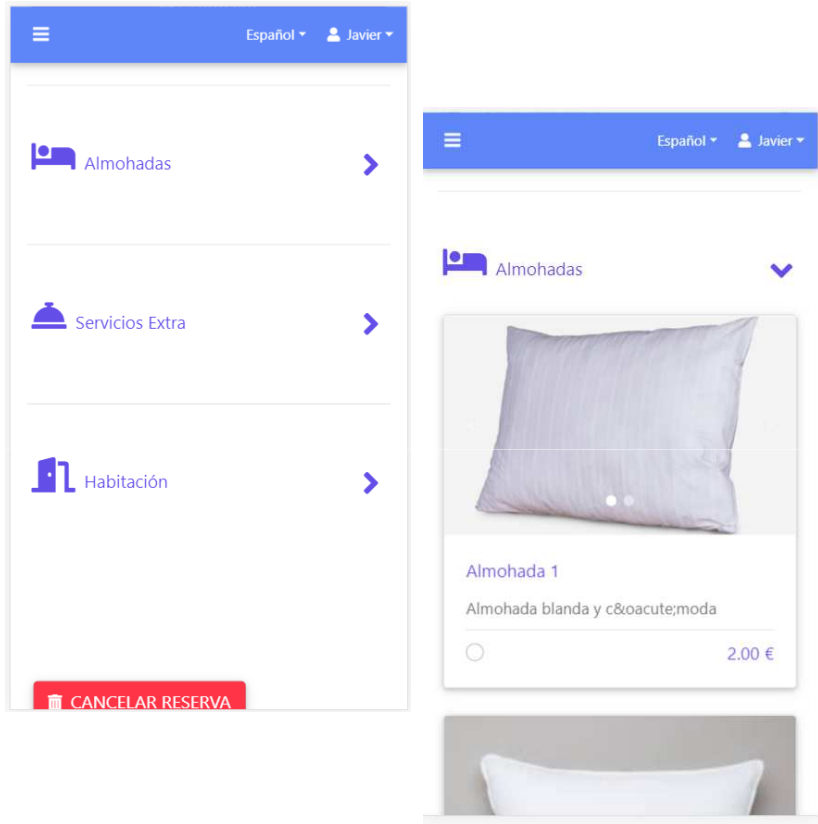 Español Javier
Almohadas
Servicios Extra
Habitación
CANCELAR RESERVA
Español Javier
Almohadas
Almohada 1
Almohada blanda y c&oacute;moda
2.00 €